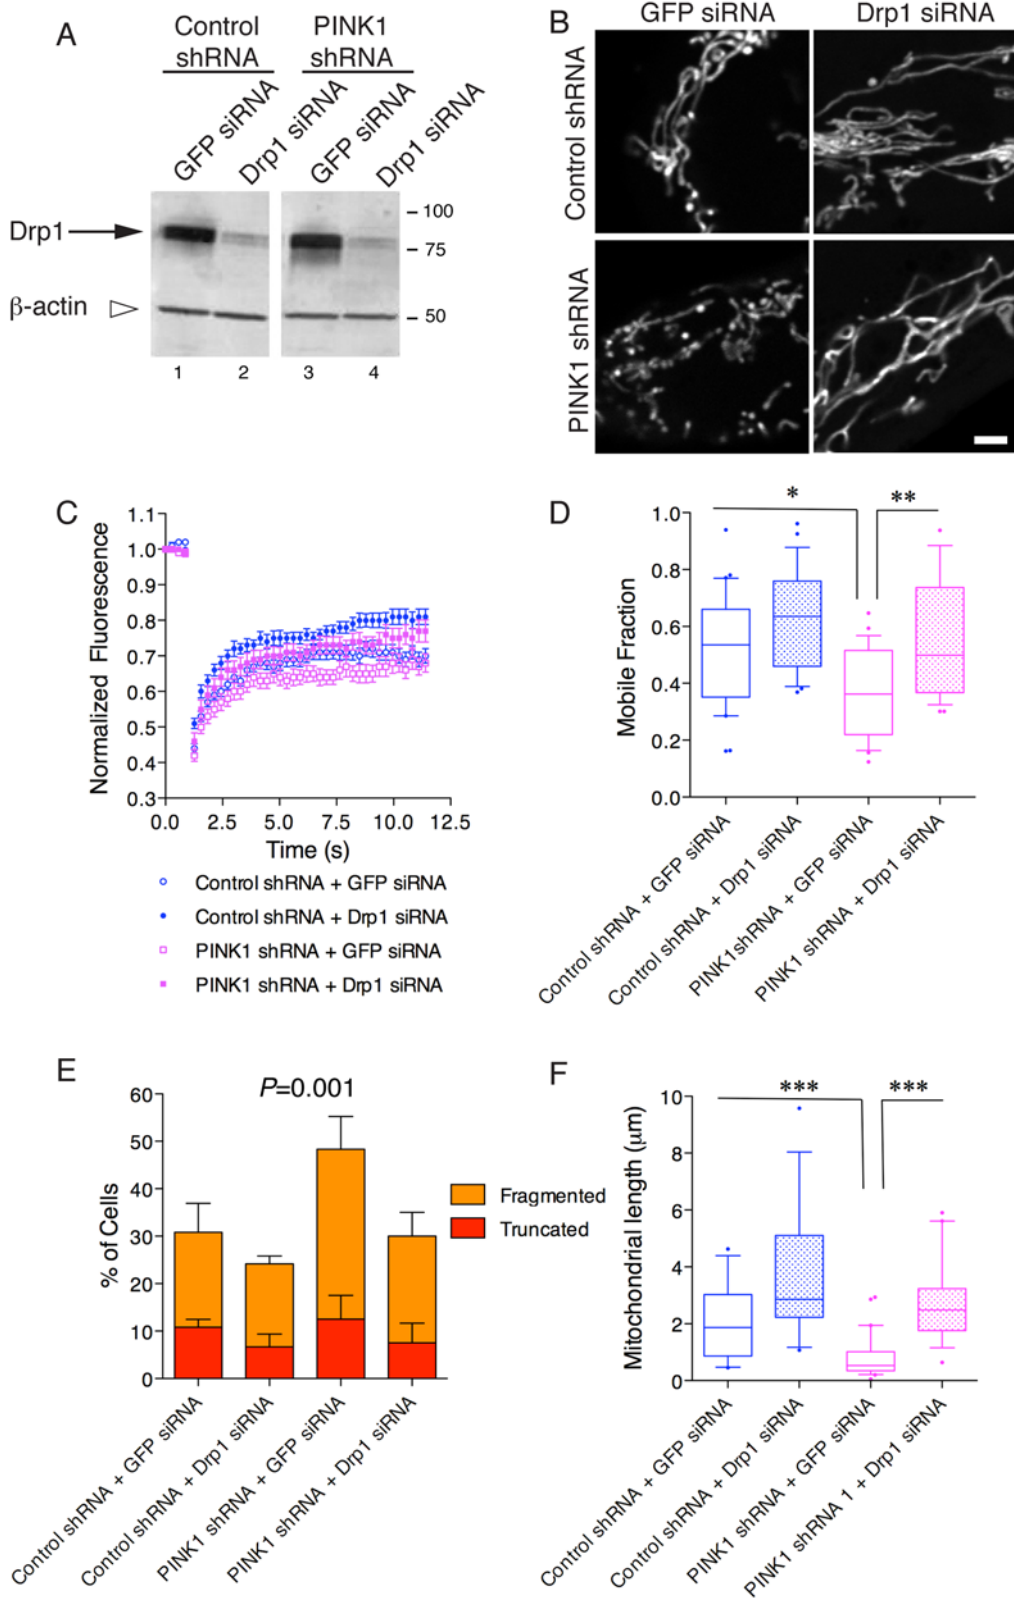 A
Control
shRNA
PINK1
shRNA
GFP siRNA
Drp1 siRNA
GFP siRNA
Drp1 siRNA
Drp1
β-actin
100
75
50
1 2 3 4
B
GFP siRNA Drp1 siRNA
Control shRNA
PINK1 shRNA
C
Normalized Fluorescence
1.1
1.0
0.9
0.8
0.7
0.6
0.5
0.4
0.3
0.0 2.5 5.0 7.5 10.0 12.5
Time (s)
Control shRNA + GFP siRNA
Control shRNA + Drp1 siRNA
PINK1 shRNA + GFP siRNA
PINK1 shRNA + Drp1 siRNA
D
* **
Mobile Fraction
1.0
0.8
0.6
0.4
0.2
0.0
Control shRNA + GFP siRNA
Control shRNA + Drp1 siRNA
PINK1shRNA + GFP siRNA
PINK1 shRNA + Drp1 siRNA
E
P=0.001
% of Cells
60
50
40
30
20
10
0
Fragmented
Truncated
Control shRNA + GFP siRNA
Control shRNA + Drp1 siRNA
PINK1 shRNA + GFP siRNA
PINK1 shRNA + Drp1 siRNA
F
*** ***
Mitochondrial length (μm)
10
8
6
4
2
0
Control shRNA + GFP siRNA
Control shRNA + Drp1 siRNA
PINK1 shRNA + GFP siRNA
PINK1 shRNA 1 + Drp1 siRNA